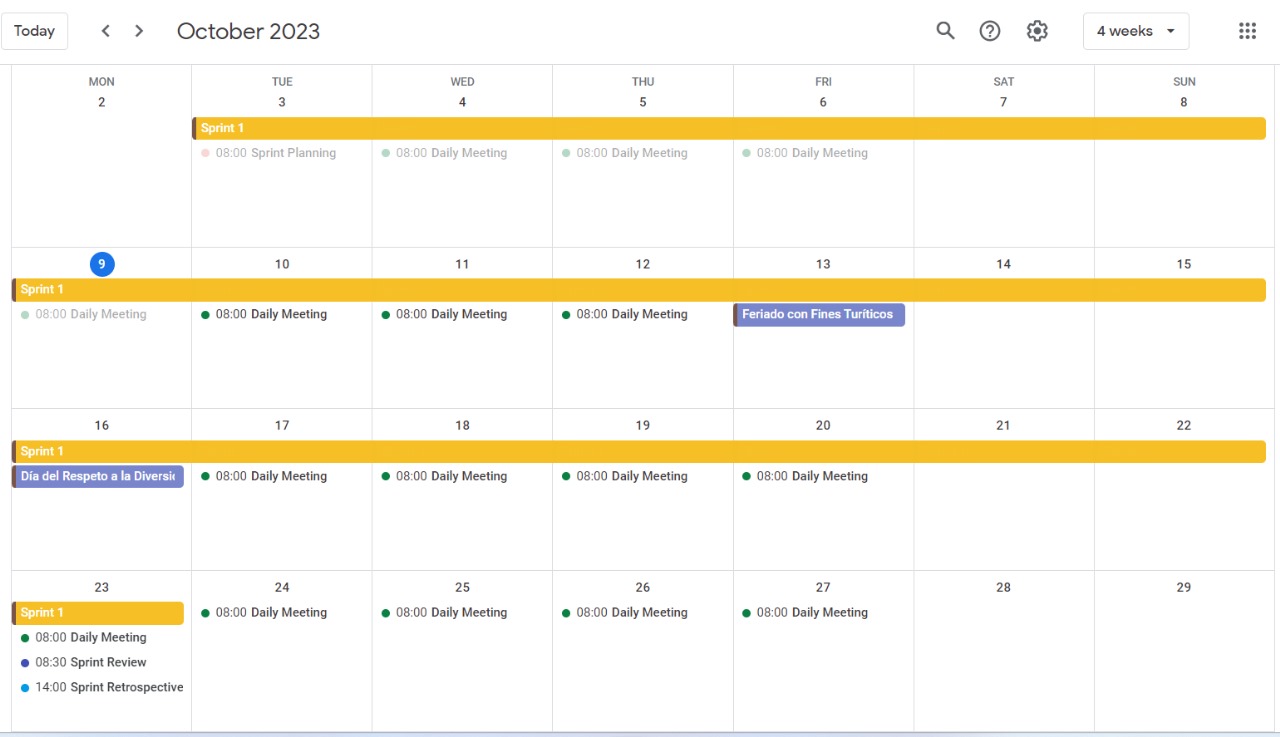 Today
October 2023
4 weeks
MON TUE WED THU FRI SAT SUN
2 3 4 5 6 7 8
Sprint 1
08:00 Sprint Planning 08:00 Daily Meeting 08:00 Daily Meeting 08:00 Daily Meeting
9 10 11 12 13 14 15
Sprint 1
08:00 Daily Meeting 08:00 Daily Meeting 08:00 Daily Meeting 08:00 Daily Meeting Feriado con Fines Turíticos
16 17 18 19 20 21 22
Sprint 1
Día del Respeto a la Diversi 08:00 Daily Meeting 08:00 Daily Meeting 08:00 Daily Meeting 08:00 Daily Meeting
23 24 25 26 27 28 29
Sprint 1 08:00 Daily Meeting 08:00 Daily Meeting 08:00 Daily Meeting 08:00 Daily Meeting
08:00 Daily Meeting
08:30 Sprint Review
14:00 Sprint Retrospective